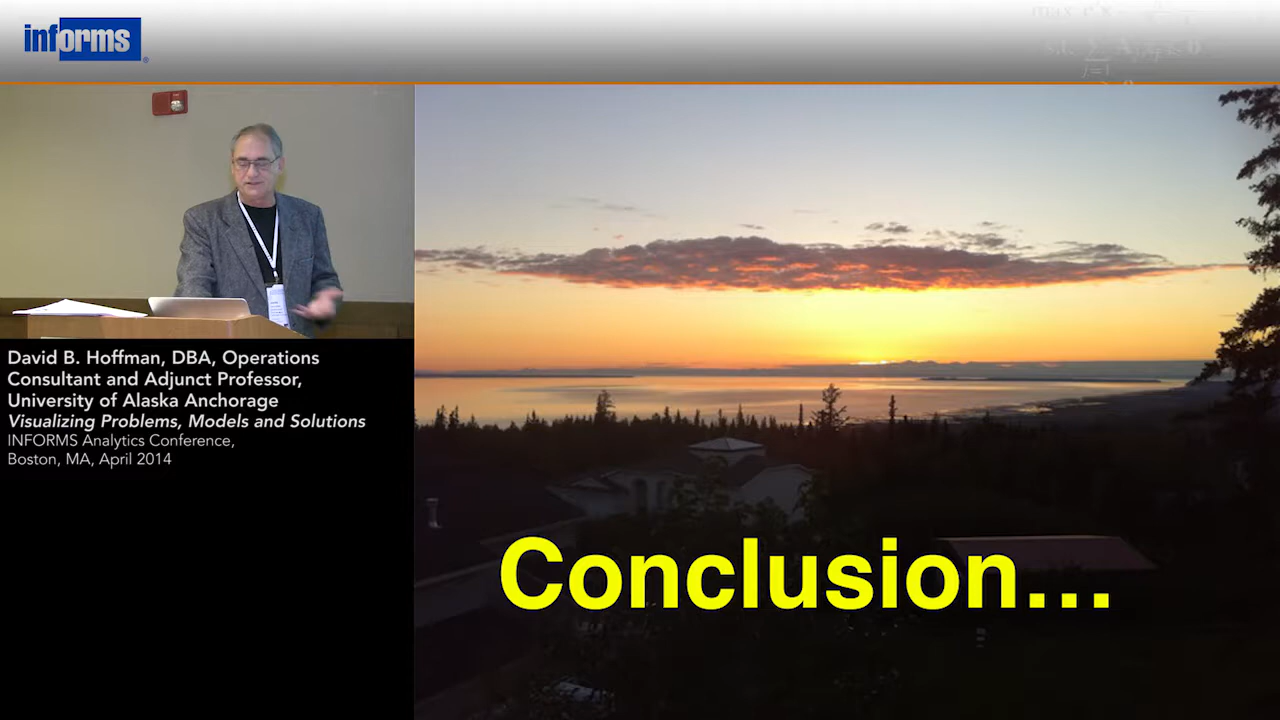 informs
David B. Hoffman, DBA, Operations
Consultant and Adjunct Professor,
University of Alaska Anchorage
Visualizing Problems, Models and Solutions
INFORMS Analytics Conference,
Boston, MA, April 2014
Conclusion...